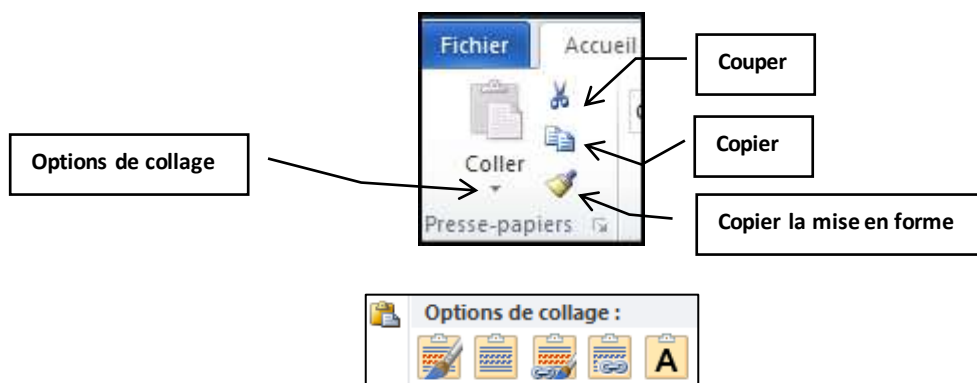 Fichier Accueil
Couper
Copier
Options de collage
Coller
Copier la mise en forme
Presse-papiers
Options de collage :
A